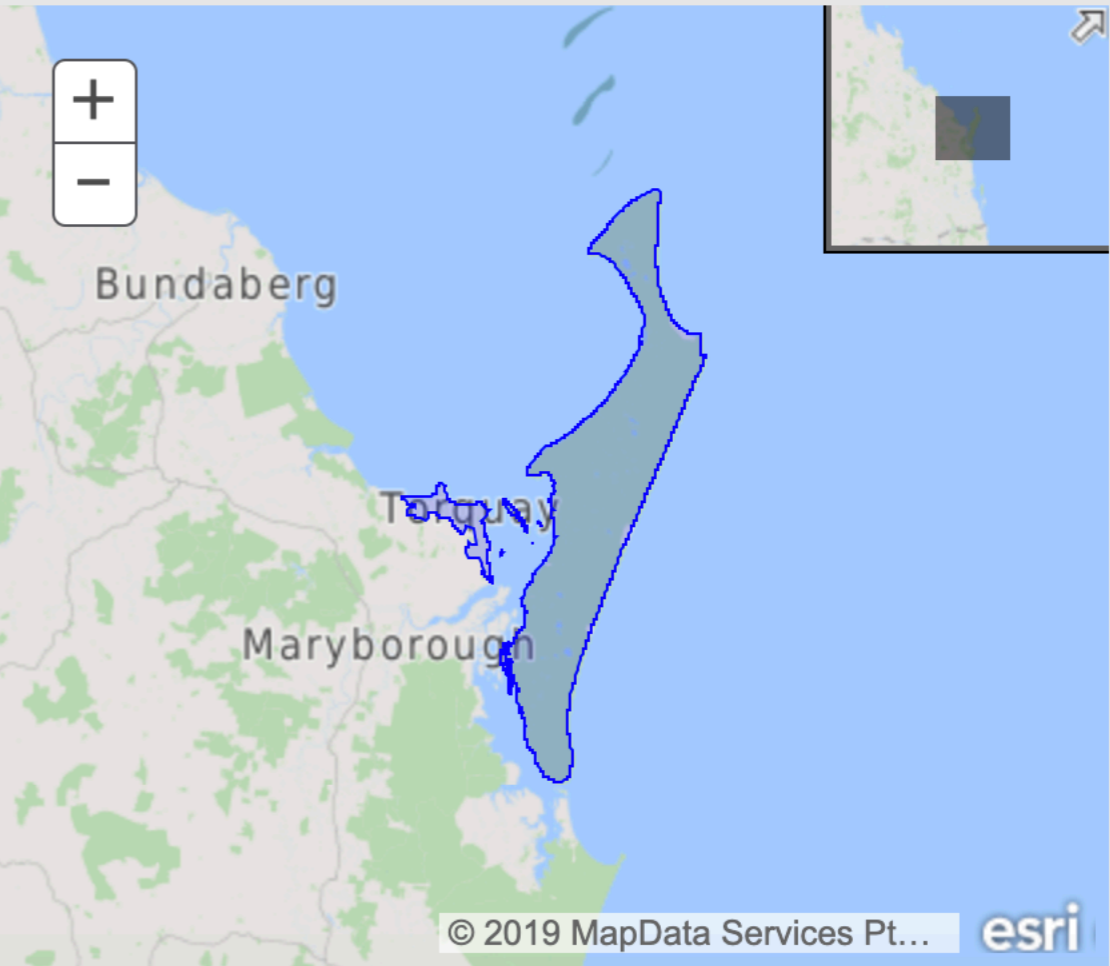 +
−
Bundaberg
Torquay
Maryborough
© 2019 MapData Services Pt...
esri